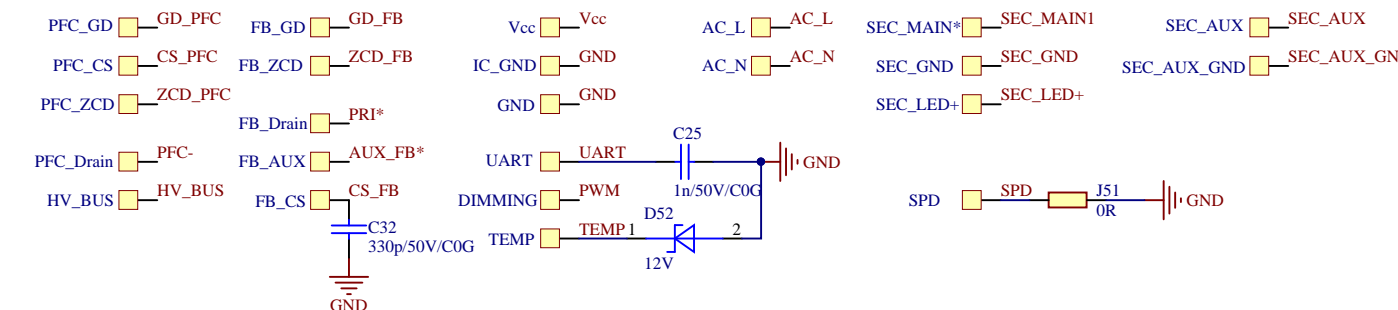 PFC_GD GD_PFC FB_GD GD_FB Vcc Vcc AC_L AC_L SEC_MAIN* SEC_MAIN1 SEC_AUX SEC_AUX
PFC_CS CS_PFC FB_ZCD ZCD_FB IC_GND GND AC_N AC_N SEC_GND SEC_GND SEC_AUX_GND SEC_AUX_GN
PFC_ZCD ZCD_PFC GND GND SEC_LED+ SEC_LED+
FB_Drain PRI*
C25
PFC_Drain PFC- FB_AUX AUX_FB* UART UART GND
1n/50V/C0G
HV_BUS HV_BUS FB_CS CS_FB DIMMING PWM SPD SPD J51 GND
0R
C32 D52
330p/50V/C0G TEMP TEMP 1 2
12V
GND